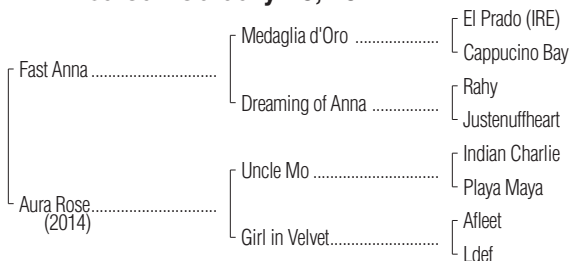 El Prado (IRE)
Medaglia d'Oro ..................
Cappucino Bay
Fast Anna ...........................
Rahy
Dreaming of Anna ................
Justenuffheart
Indian Charlie
Uncle Mo ...........................
Playa Maya
Aura Rose...........................
(2014)
Afleet
Girl in Velvet.......................
Ldef